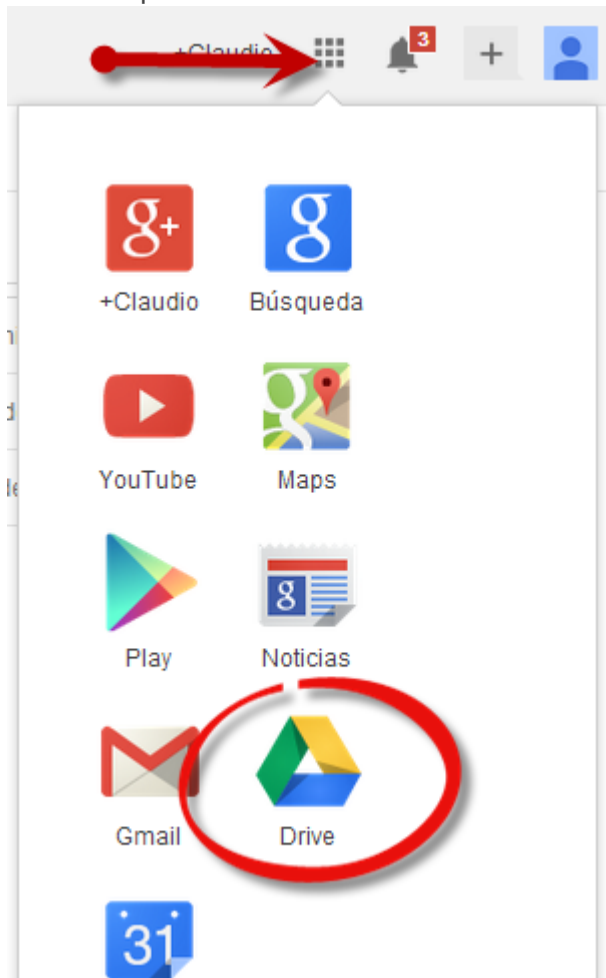 +Claudio
3
+
g+
g
+Claudio
Búsqueda
g
YouTube
Maps
g
Play
Noticias
Gmail
Drive
31